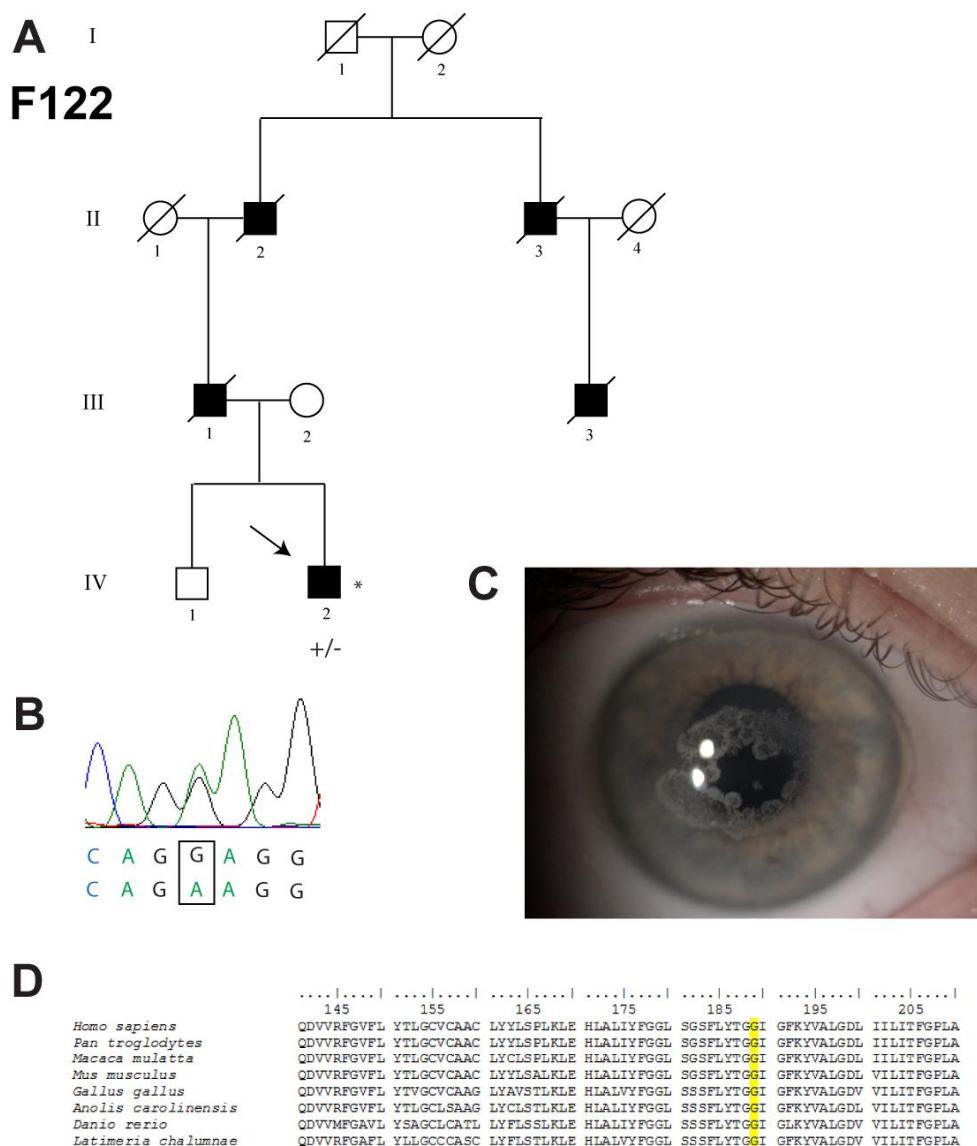 A
F122
I
1
2
II
1
2
3
4
III
1
2
3
IV
1
2
*
+/-
B
C A G G A G G
C A G A A G G
C
D
....|....| ....|....| ....|....| ....|....| ....|....| ....|....| ....|....|
145 155 165 175 185 195 205
Homo sapiens QDVVRFGVFL YTLGCVCAAC LYYLSPLKLE HLALIYFGGL SGSFLYTGGI GFKYVALGDL IILITFGPLA
Pan troglodytes QDVVRFGVFL YTLGCVCAAC LYYLSPLKLE HLALIYFGGL SGSFLYTGGI GFKYVALGDL IILITFGPLA
Macaca mulatta QDVVRFGVFL YTLGCVCAAC LYCLSPLKLE HLALIYFGGL SGSFLYTGGI GFKYVALGDL IILITFGPLA
Mus musculus QDVVRFGVFL YTLGCVCAAC LYYLSALKLE HLALIYFGGL SGSFLYTGGI GFKYVALGDL VILITFGPLA
Gallus gallus QDVVRFGVFL YTVGCVCAAG LYAVSTLKLE HLALVYFGGL SSSFLYTGGI GFKYVALGDV VILITFGPLA
Anolis carolinensis QDVVRFGVFL YTLGCLSAAG LYCLSTLKLE HLALIYFGGL SSSFLYTGGI GFKYVALGDV VILITFGPLA
Danio rerio QDVVMFGAVL YSAGCLCATL LYFLSSLKLE HLALIYFGGL SSSFLYTGGI GLKYVALGDV VILITFGPLA
Latimeria chalumnae QDVVRFGAFL YLLGCCCASC LYFLSTLKLE HLALIYFGGL SSSFLYTGGI GFKYVALGDV VILITFGPLA